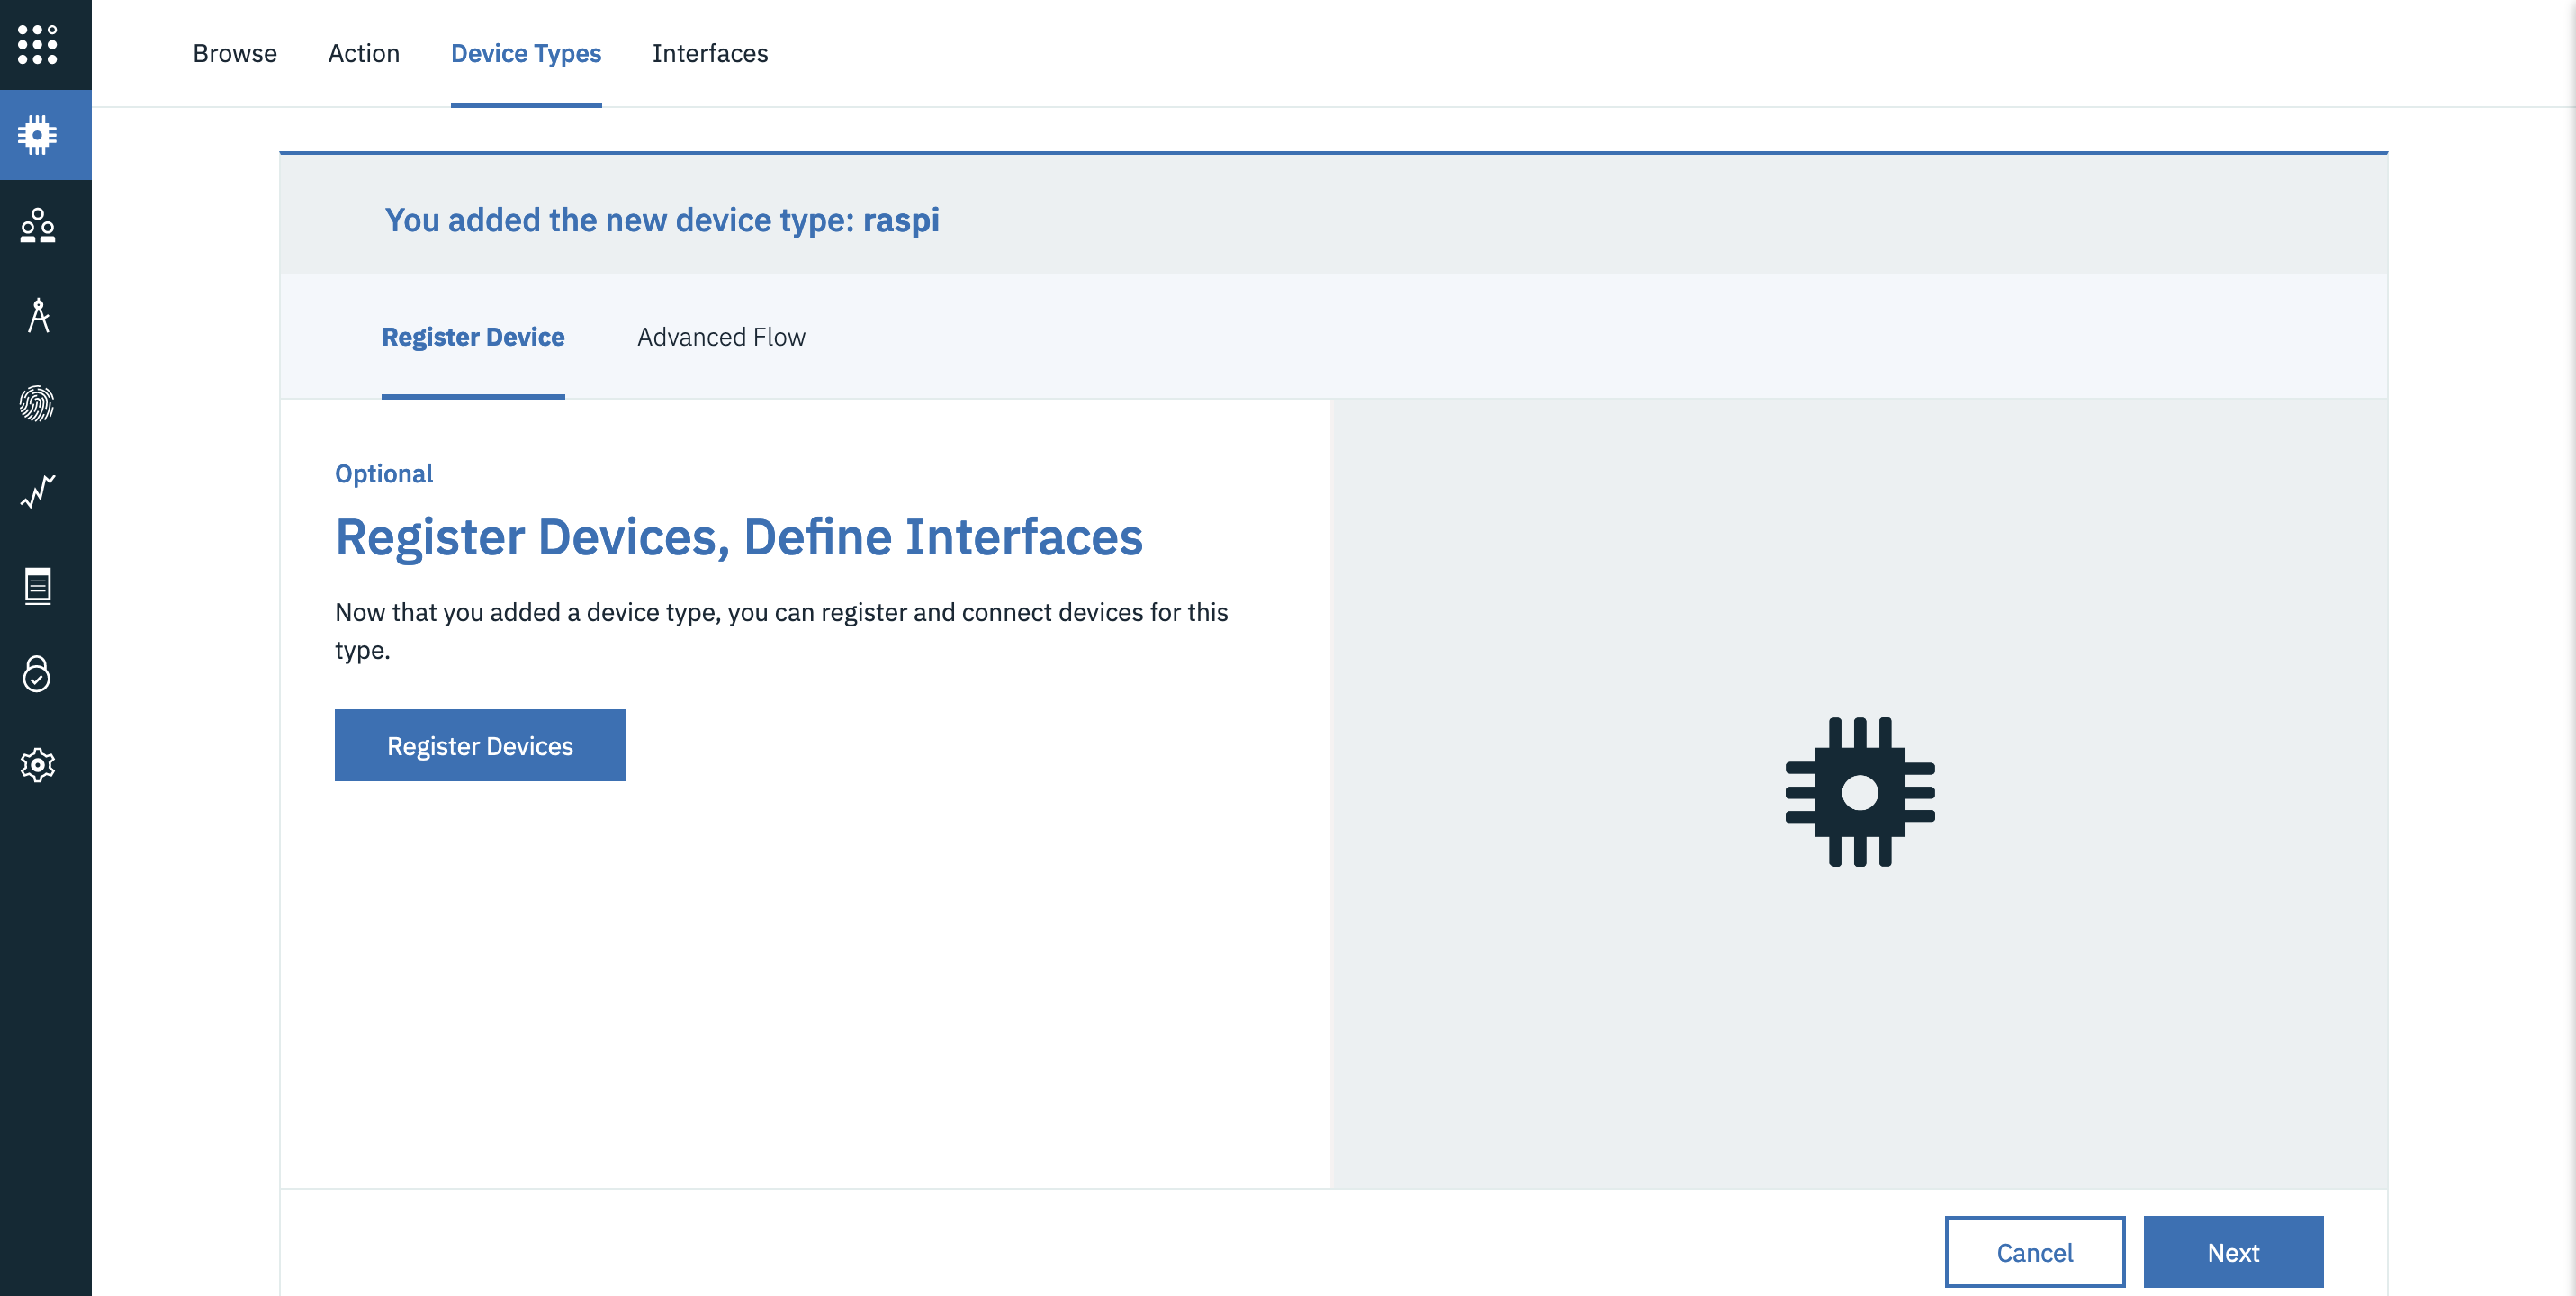 Browse
Action
Device Types
Interfaces
You added the new device type: raspi
Register Device
Advanced Flow
Optional
Register Devices, Define Interfaces
Now that you added a device type, you can register and connect devices for this
type.
Register Devices
Cancel
Next